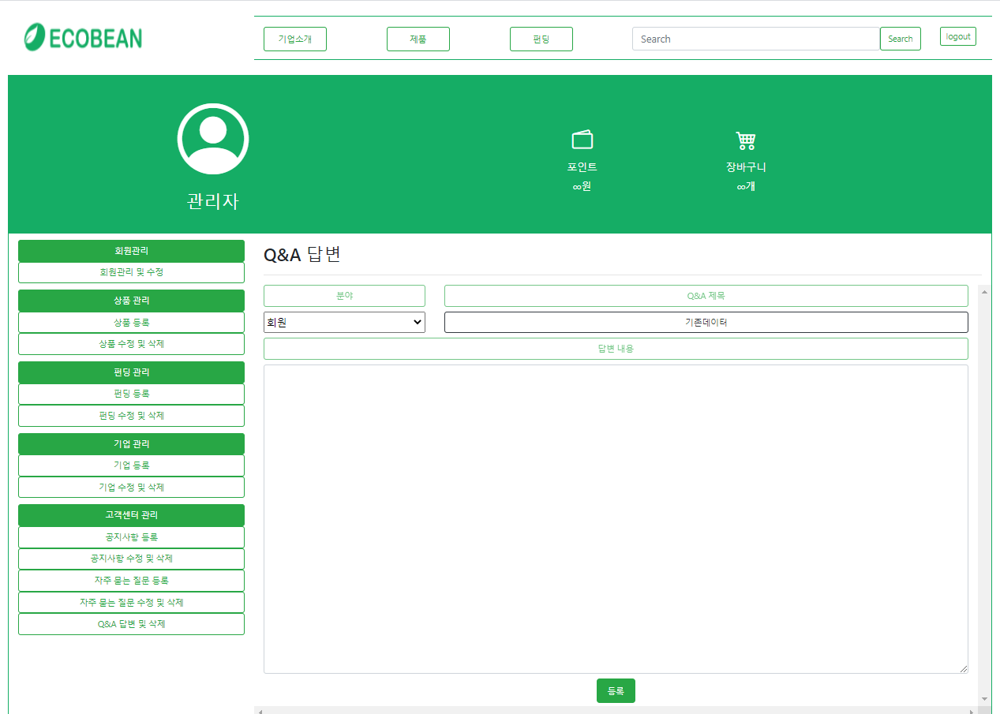 ECOBEAN
기업소개
제품
펀딩
Search
Search
logout
관리자
포인트
∞원
장바구니
∞개
회원관리
회원관리 및 수정
상품 관리
상품 등록
상품 수정 및 삭제
펀딩 관리
펀딩 등록
펀딩 수정 및 삭제
기업 관리
기업 등록
기업 수정 및 삭제
고객센터 관리
공지사항 등록
공지사항 수정 및 삭제
자주 묻는 질문 등록
자주 묻는 질문 수정 및 삭제
Q&A 답변 및 삭제
Q&A 답변
분야
Q&A 제목
회원
기존데이터
답변 내용
등록